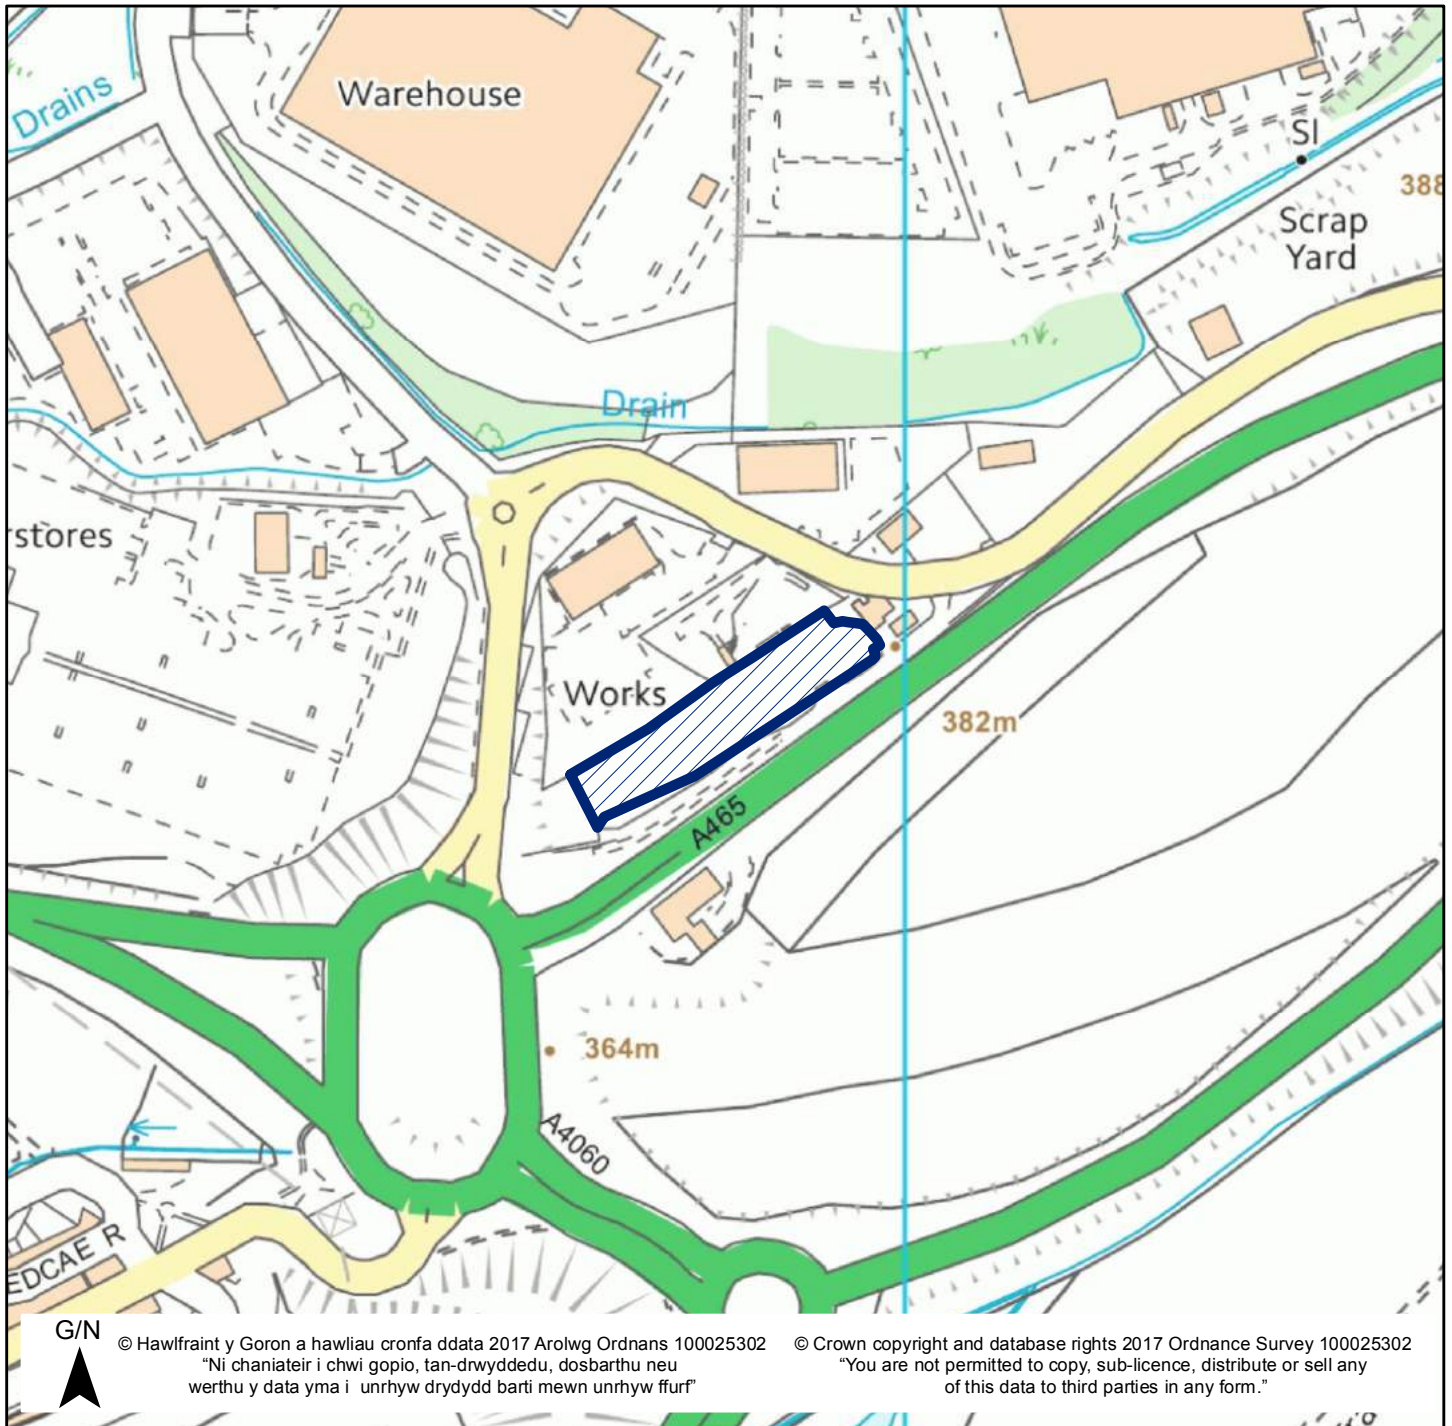 Warehouse
Drains
SI
388
Scrap
Yard
Drain
rstores
Works
382m
A465
364m
A4060
EDCAE R
G/N
© Hawlfraint y Goron a hawliau cronfa ddata 2017 Arolwg Ordnans 100025302
“Ni chaniateir i chwi gopio, tan-drwyddedu, dosbarthu neu
werthu y data yma i unrhyw drydydd barti mewn unrhyw ffurf”
© Crown copyright and database rights 2017 Ordnance Survey 100025302
“You are not permitted to copy, sub-licence, distribute or sell any
of this data to third parties in any form.”